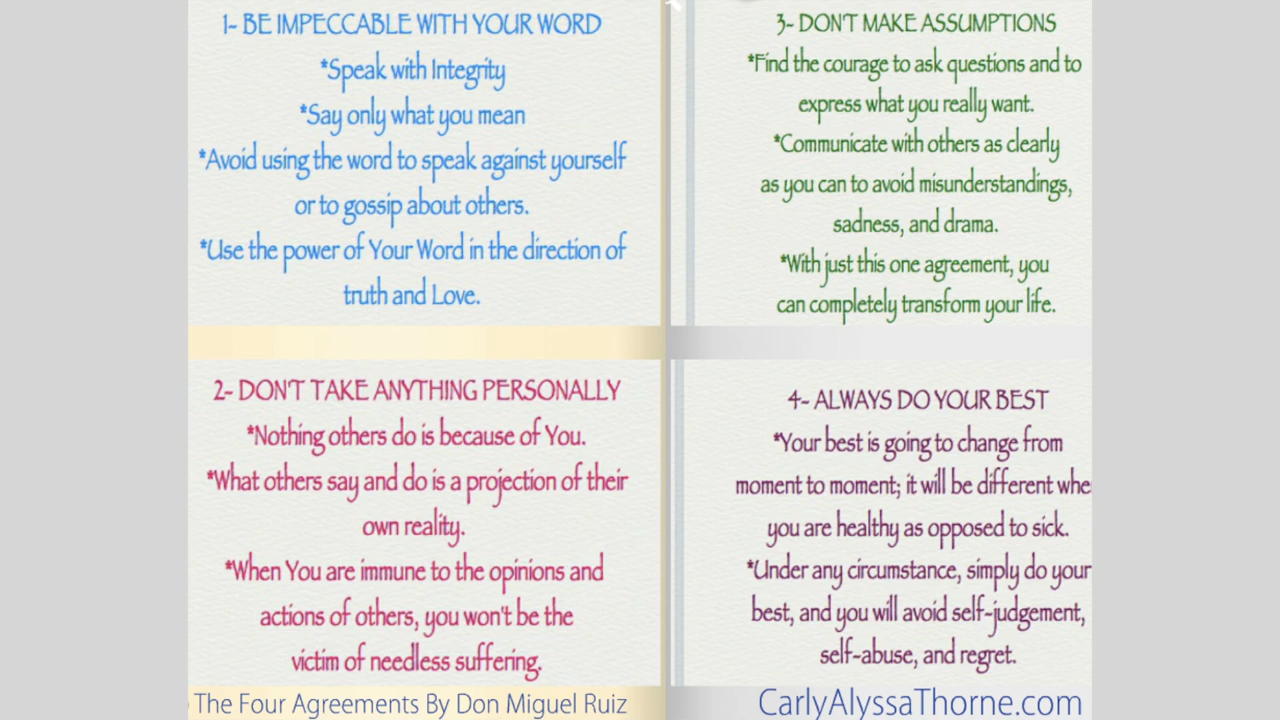 1- BE IMPECCABLE WITH YOUR WORD
*Speak with Integrity
*Say only what you mean
*Avoid using the word to speak against yourself
or to gossip about others.
*Use the power of Your Word in the direction of
truth and Love.
2- DON'T TAKE ANYTHING PERSONALLY
*Nothing others do is because of You.
*What others say and do is a projection of their
own reality.
*When You are immune to the opinions and
actions of others, you won't be the
victim of needless suffering.
The Four Agreements By Don Miguel Ruiz
3- DON'T MAKE ASSUMPTIONS
*Find the courage to ask questions and to
express what you really want.
*Communicate with others as clearly
as you can to avoid misunderstandings,
sadness, and drama.
*With just this one agreement, you
can completely transform your life.
4- ALWAYS DO YOUR BEST
*Your best is going to change from
moment to moment; it will be different whe
you are healthy as opposed to sick.
*Under any circumstance, simply do your
best, and you will avoid self-judgement,
self-abuse, and regret.
CarlyAlyssaThorne.com